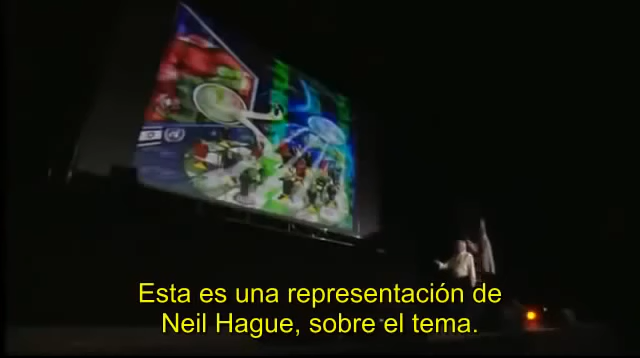 Esta es una representación de
Neil Hague, sobre el tema.